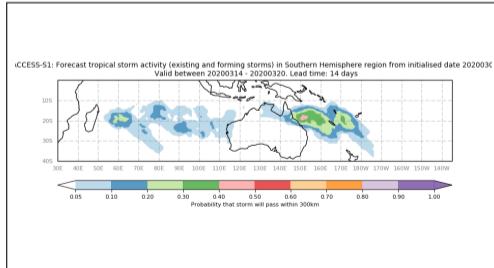 ACCESS-S1: Forecast tropical storm activity (existing and forming storms) in Southern Hemisphere region from initialised date 2020030
Valid between 20200314 - 20200320. Lead time: 14 days
10S
20S
30S
40S
30E 40E 50E 60E 70E 80E 90E 100E 110E 120E 130E 140E 150E 160E 170E 180W 170W 160W 150W 140W
0.05 0.10 0.20 0.30 0.40 0.50 0.60 0.70 0.80 0.90 1.00
Probability that storm will pass within 300km